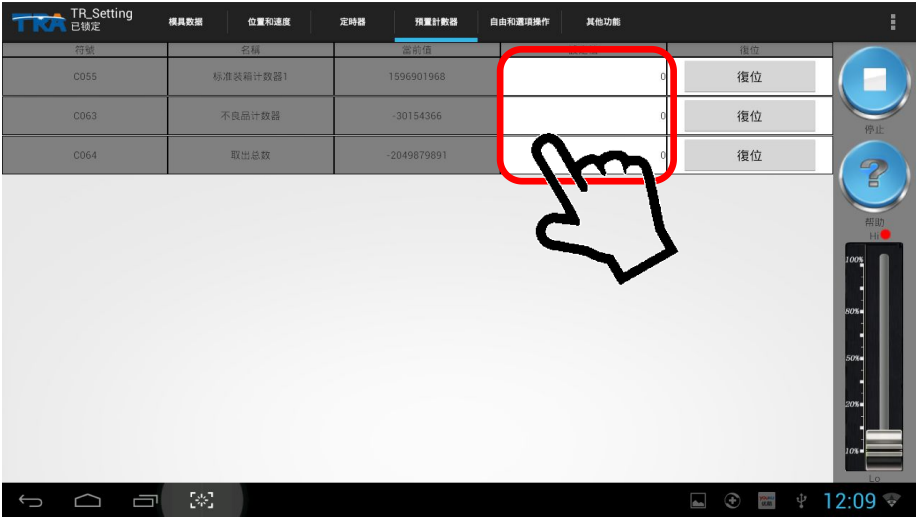 TRA
TR_Setting
已锁定
模具数据 位置和速度 定時器 預置計數器 自由和選項操作 其他功能
符號 名稱 當前值 復位
C055 标准装箱计数器1 1596901968 0 復位
C063 不良品计数器 -30154366 0 復位
C064 取出总数 -2049879891 0 復位
停止
帮助
Hi
100%
80%
50%
20%
10%
Lo
12:09